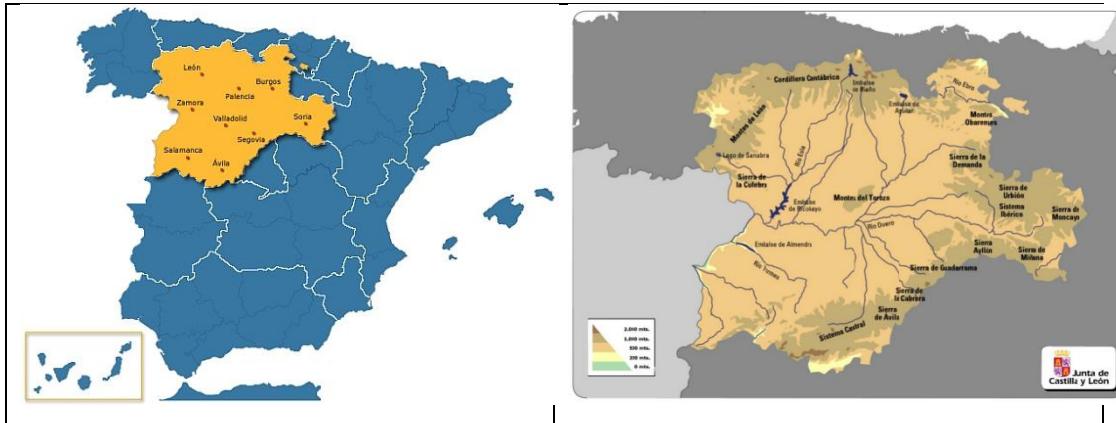 León
Burgos
Palencia
Zamora
Valladolid
Soria
Segovia
Salamanca
Ávila
Cordillera Cantábrica
Embalse
de Riaño
Río Ebro
Embalse de
Aguilar
Montes
Obarenses
Montes de León
Río Esla
Lago de Sanabria
Sierra de
la Culebra
Sierra de la
Demanda
Sierra de
Urbión
Sistema
Ibérico
Sierra de
Moncayo
Montes del Torozo
Embalse
de Ricobayo
Río Duero
Embalse de Almendra
Río Tormes
Sierra
Ayllón
Sierra de
Sierra de Guadarrama
Sierra de
la Cabrera
Sierra
de Ávila
Sistema Central
2.000 mts.
1.000 mts.
500 mts.
200 mts.
0 mts.
Junta de
Castilla y León